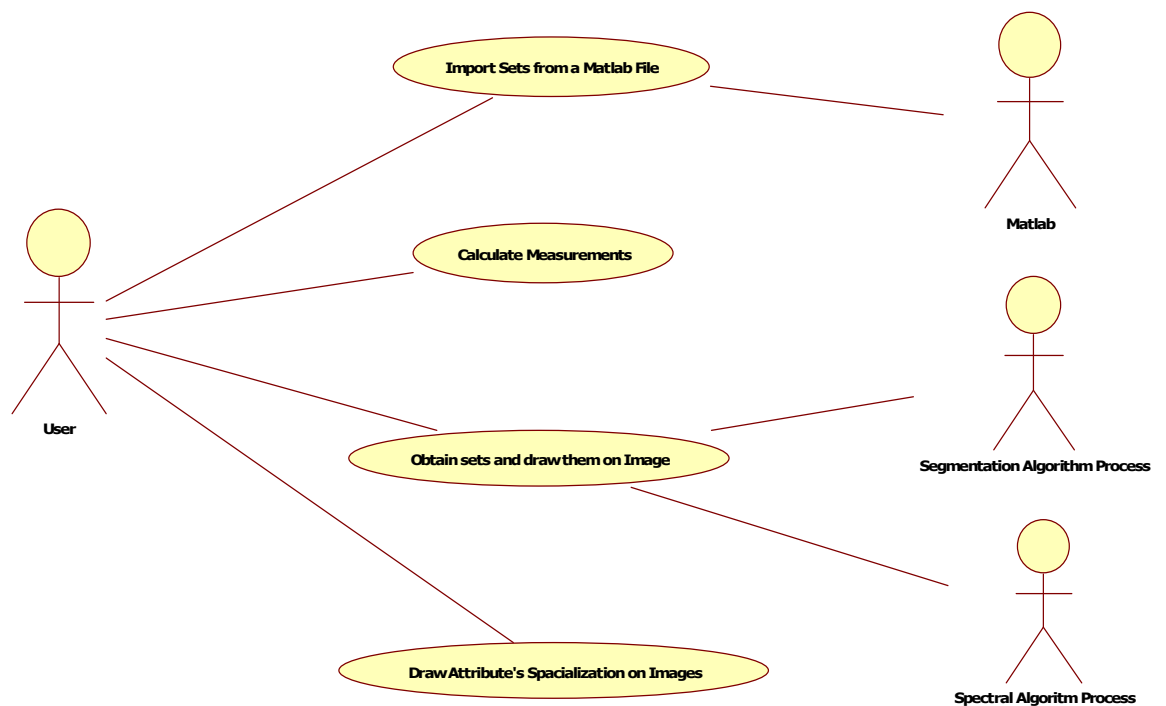 Import Sets from a Matlab File
Matlab
Calculate Measurements
User
Obtain sets and draw them on Image
Segmentation Algorithm Process
Draw Attribute's Spacialization on Images
Spectral Algoritm Process